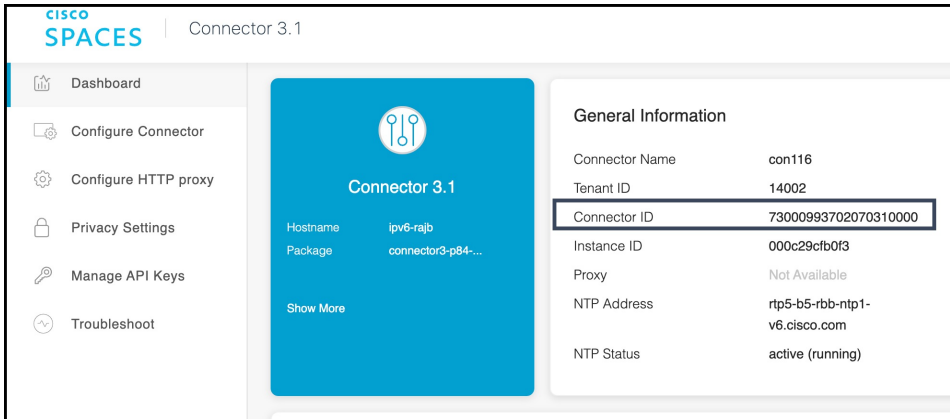 CISCO
SPACES
Connector 3.1
Dashboard
Configure Connector
Configure HTTP proxy
Privacy Settings
Manage API Keys
Troubleshoot
Connector 3.1
Hostname ipv6-rajb
Package connector3-p84-...
Show More
General Information
Connector Name con116
Tenant ID 14002
Connector ID 73000993702070310000
Instance ID 000c29cfb0f3
Proxy Not Available
NTP Address rtp5-b5-rbb-ntp1-
v6.cisco.com
NTP Status active (running)